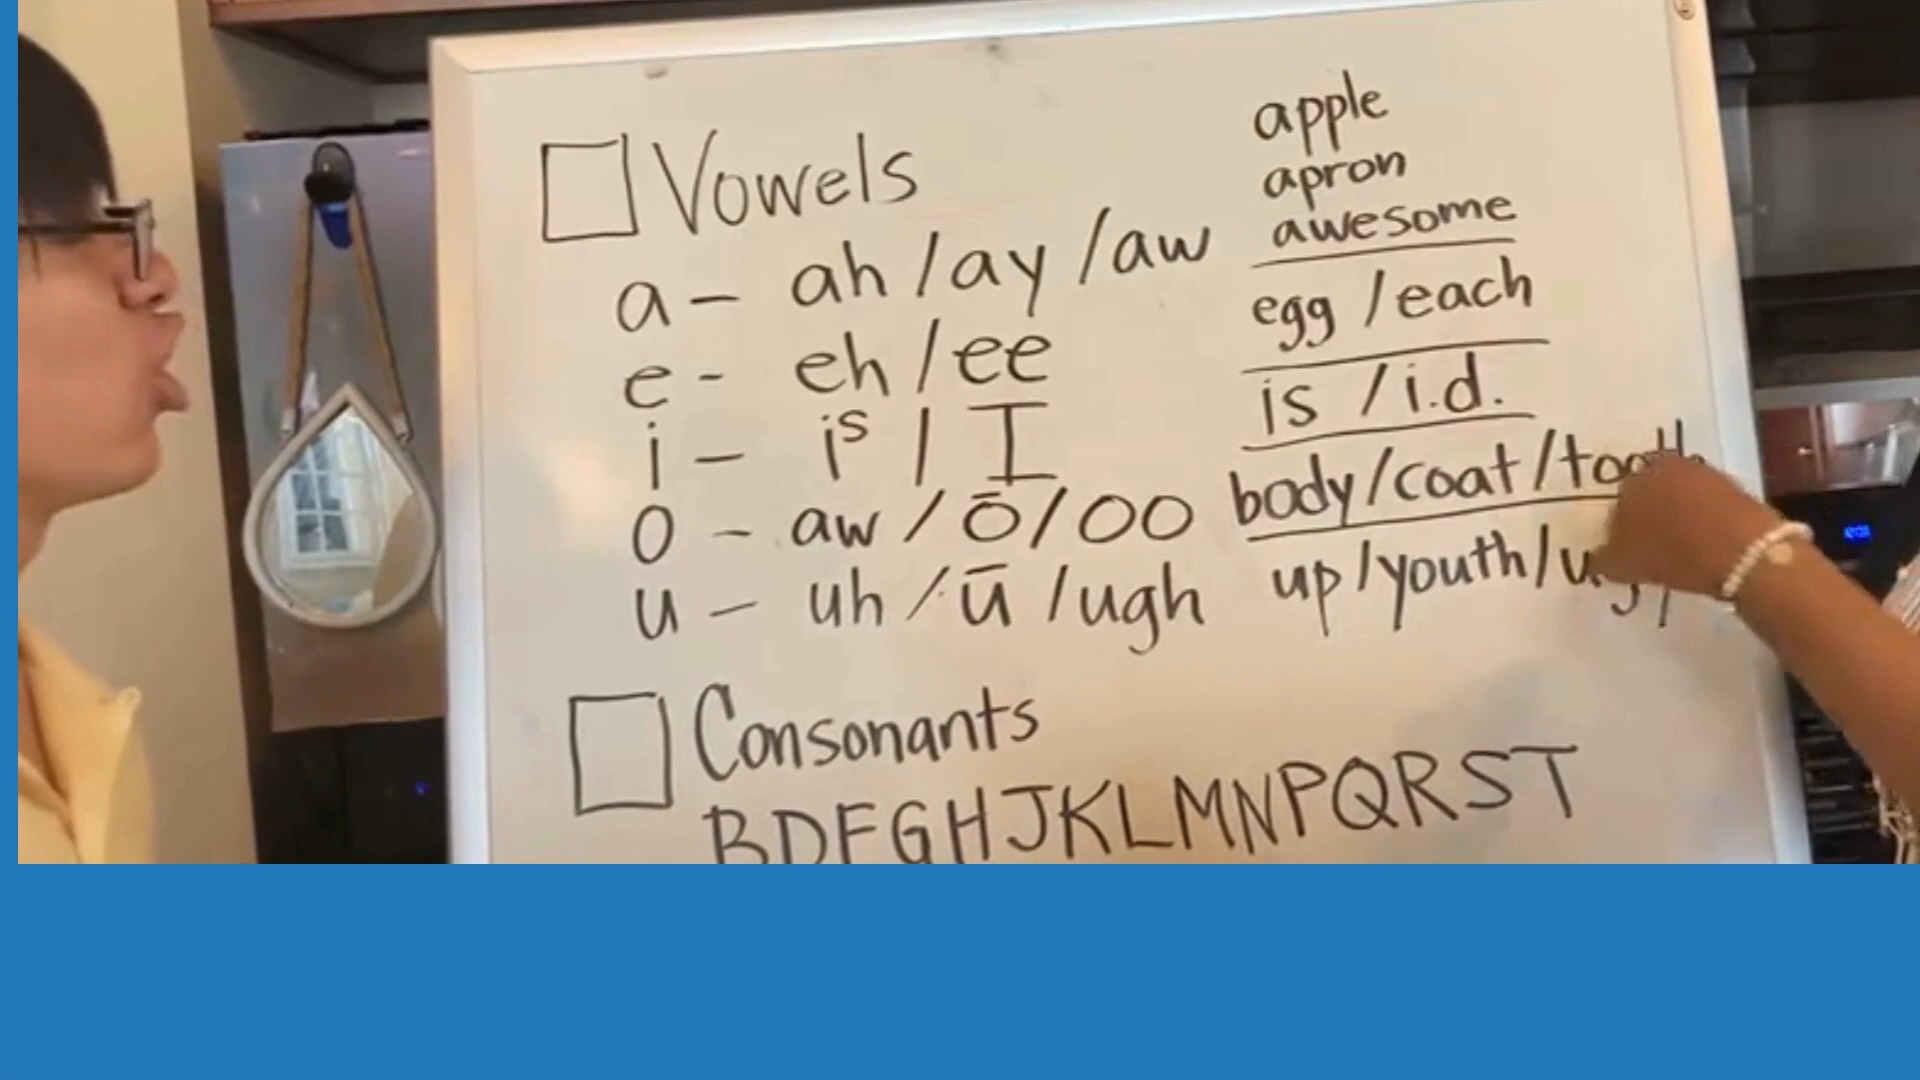 Vowels
a - ah / ay / aw
e - eh / ee
i - is / I
o - aw / ō / oo
u - uh / ū / ugh
apple
apron
awesome
egg / each
is / i.d.
body / coat / tooth
up / youth /
Consonants
B D F G H J K L M N P Q R S T